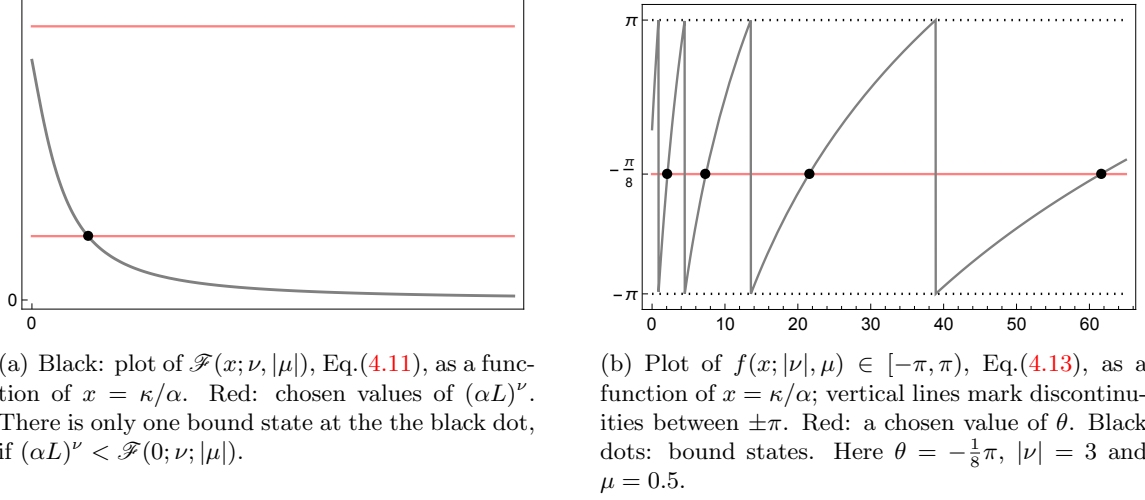 0
0
π
−π/8
−π
0 10 20 30 40 50 60
(a) Black: plot of ℱ(x; ν, |μ|), Eq.(4.11), as a func-
tion of x = κ/α. Red: chosen values of (αL)^ν.
There is only one bound state at the the black dot,
if (αL)^ν < ℱ(0; ν; |μ|).
(b) Plot of f(x; |ν|, μ) ∈ [−π, π), Eq.(4.13), as a
function of x = κ/α; vertical lines mark discontinu-
ities between ±π. Red: a chosen value of θ. Black
dots: bound states. Here θ = −1/8π, |ν| = 3 and
μ = 0.5.